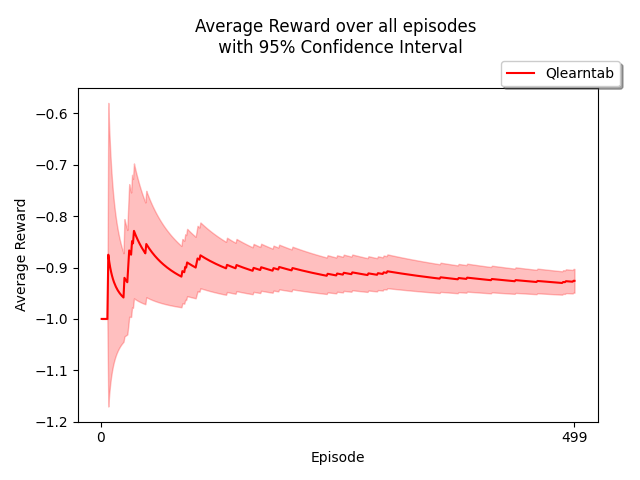 Average Reward over all episodes
with 95% Confidence Interval
Qlearntab
Average Reward
−0.6
−0.7
−0.8
−0.9
−1.0
−1.1
−1.2
0
499
Episode